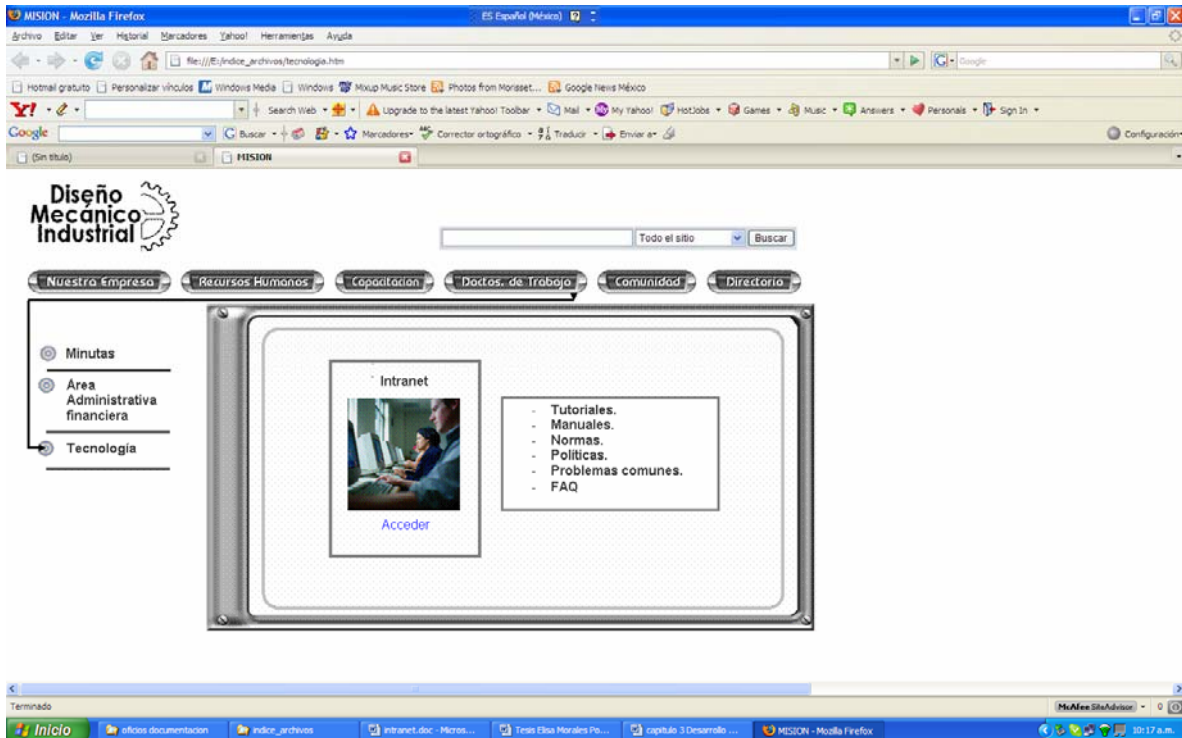 MISION - Mozilla Firefox
ES Español (México)
Archivo Editar Ver Historial Marcadores Yahoo! Herramientas Ayuda
file:///E:/indice_archivos/tecnologia.htm
Google
Hotmail gratuito Personalizar vínculos Windows Media Windows Mixup Music Store Photos from Morisset... Google News México
Y! Search Web Upgrade to the latest Yahoo! Toolbar Mail My Yahoo! HotJobs Games Music Answers Personals Sign In
Google Buscar Marcadores Corrector ortográfico Traducir Enviar a Configuración
(Sin título) MISION
Diseño
Mecánico
Industrial
Todo el sitio Buscar
Nuestra Empresa Recursos Humanos Capacitacion Doctos. de Trabajo Comunidad Directorio
Minutas
Area
Administrativa
financiera
Tecnología
Intranet
Acceder
- Tutoriales.
- Manuales.
- Normas.
- Políticas.
- Problemas comunes.
- FAQ
Terminado
McAfee SiteAdvisor
0
Inicio oficios documentacion indice_archivos intranet.doc - Micros... Tesis Elisa Morales Po... capitulo 3 Desarrollo ... MISION - Mozilla Firefox 10:17 a.m.